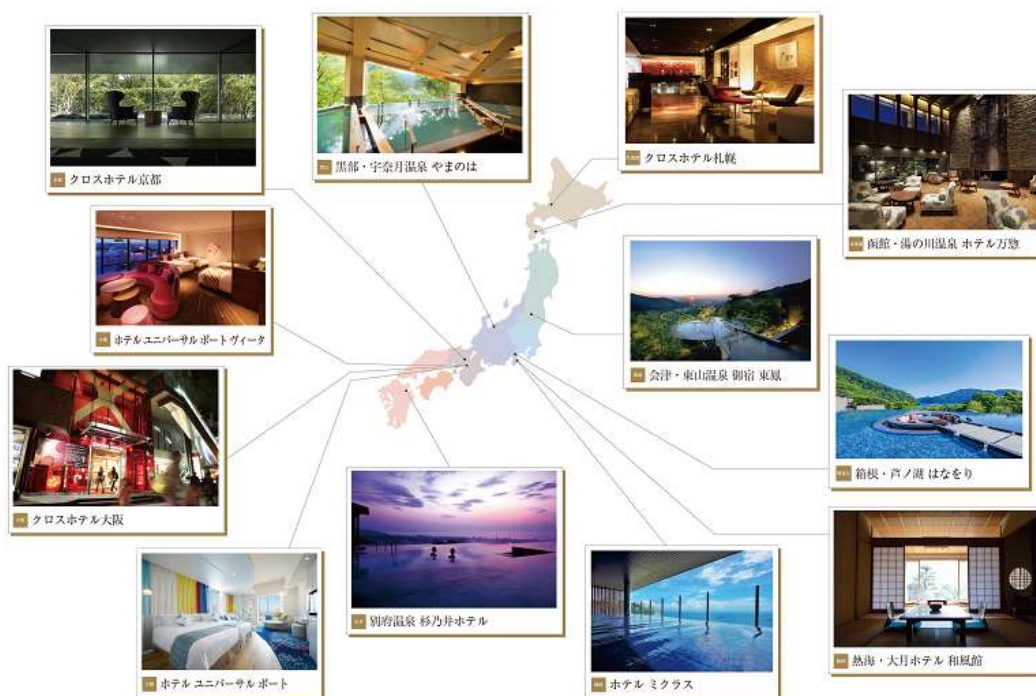 クロスホテル京都
黒部・宇奈月温泉 やまのは
クロスホテル札幌
函館・湯の川温泉 ホテル万惣
ホテル ユニバーサル ポート ヴィータ
会津・東山温泉 御宿 東鳳
箱根・芦ノ湖 はなをり
クロスホテル大阪
別府温泉 杉乃井ホテル
ホテル ユニバーサル ポート
ホテル ミクラス
熱海・大月ホテル 和風館